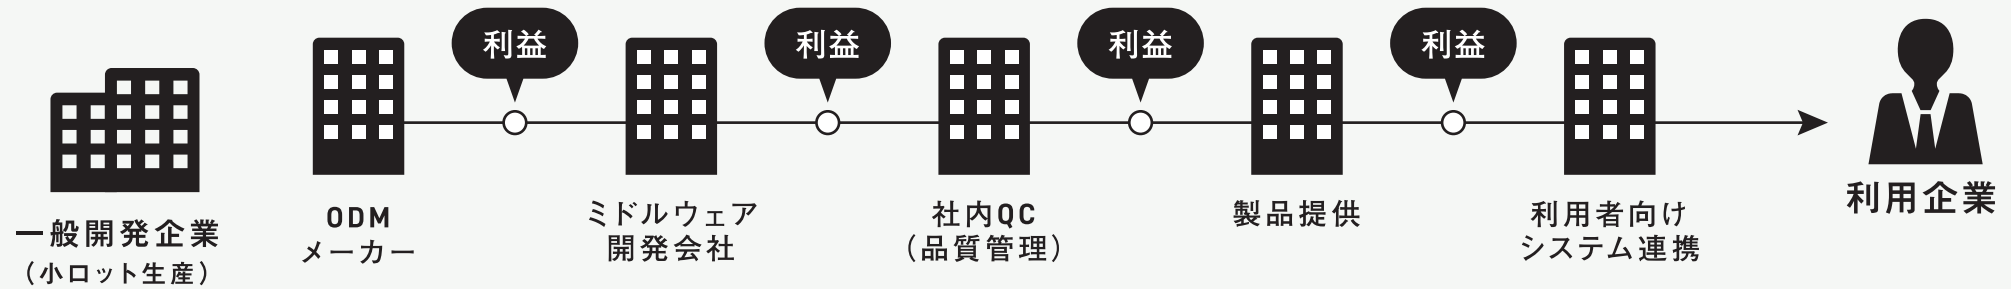 利益
利益
利益
利益
一般開発企業
（小ロット生産）
ODM
メーカー
ミドルウェア
開発会社
社内QC
（品質管理）
製品提供
利用者向け
システム連携
利用企業